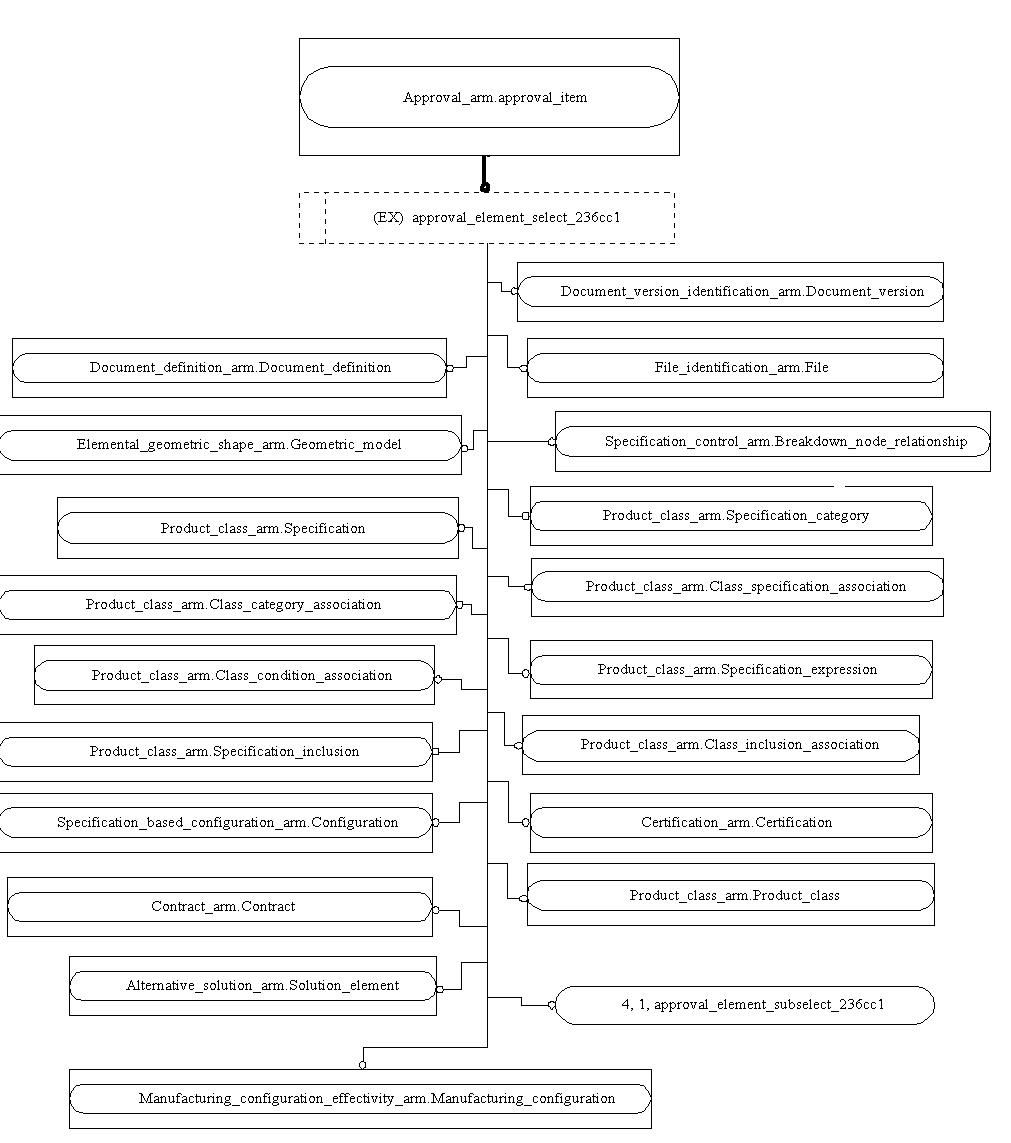 Approval_arm.approval_item
(EX) approval_element_select_236cc1
Document_version_identification_arm.Document_version
Document_definition_arm.Document_definition
File_identification_arm.File
Elemental_geometric_shape_arm.Geometric_model
Specification_control_arm.Breakdown_node_relationship
Product_class_arm.Specification
Product_class_arm.Specification_category
Product_class_arm.Class_category_association
Product_class_arm.Class_specification_association
Product_class_arm.Class_condition_association
Product_class_arm.Specification_expression
Product_class_arm.Specification_inclusion
Product_class_arm.Class_inclusion_association
Specification_based_configuration_arm.Configuration
Certification_arm.Certification
Contract_arm.Contract
Product_class_arm.Product_class
Alternative_solution_arm.Solution_element
4, 1, approval_element_subselect_236cc1
Manufacturing_configuration_effectivity_arm.Manufacturing_configuration